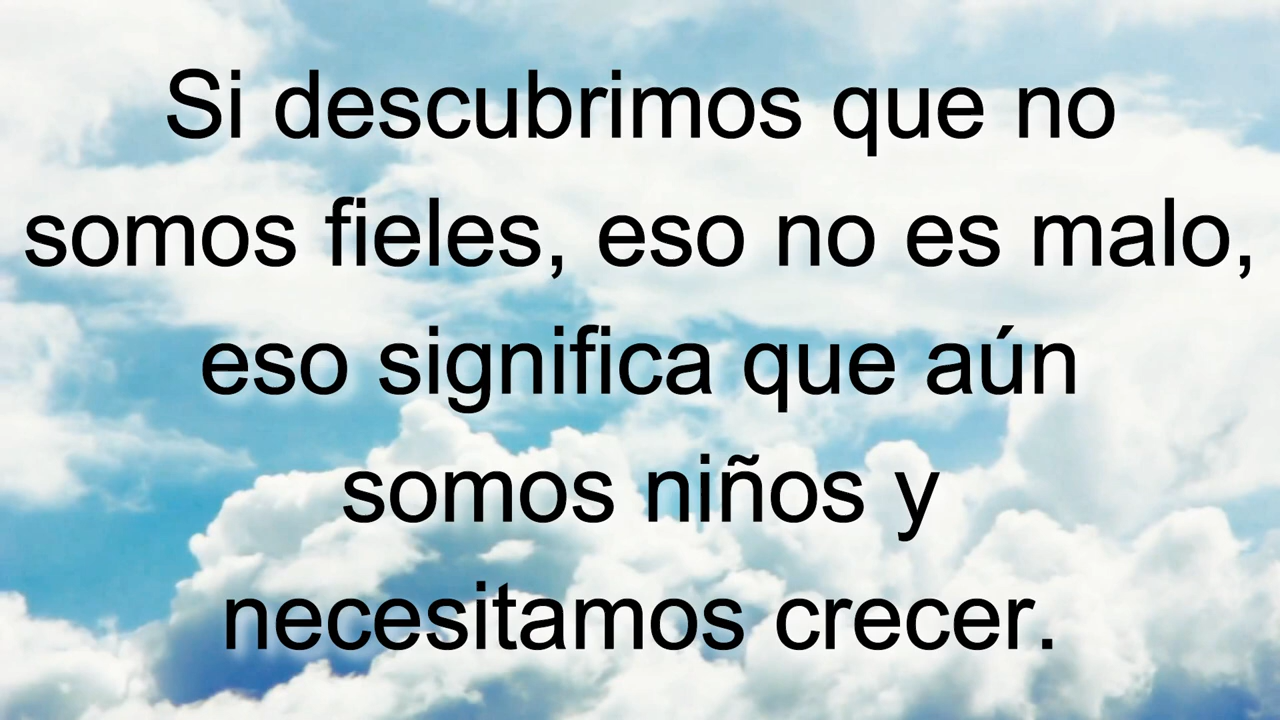 Si descubrimos que no
somos fieles, eso no es malo,
eso significa que aún
somos niños y
necesitamos crecer.